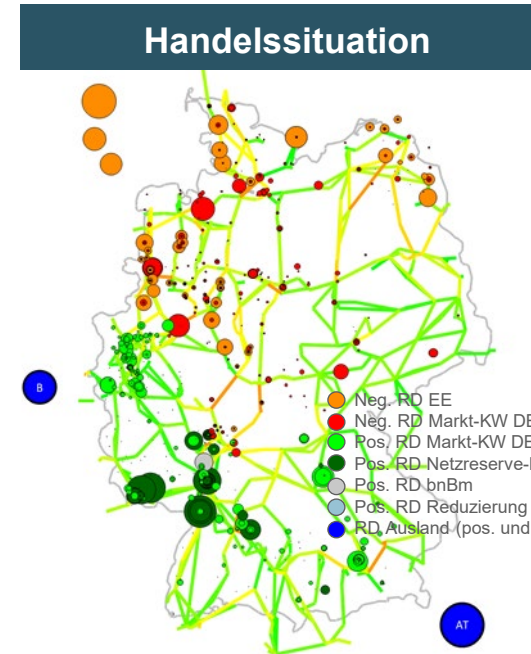 Handelssituation
B
Neg. RD EE
Neg. RD Markt-KW DE
Pos. RD Markt-KW DE
Pos. RD Netzreserve-
Pos. RD bnBm
Pos. RD Reduzierung
RD Ausland (pos. und
AT